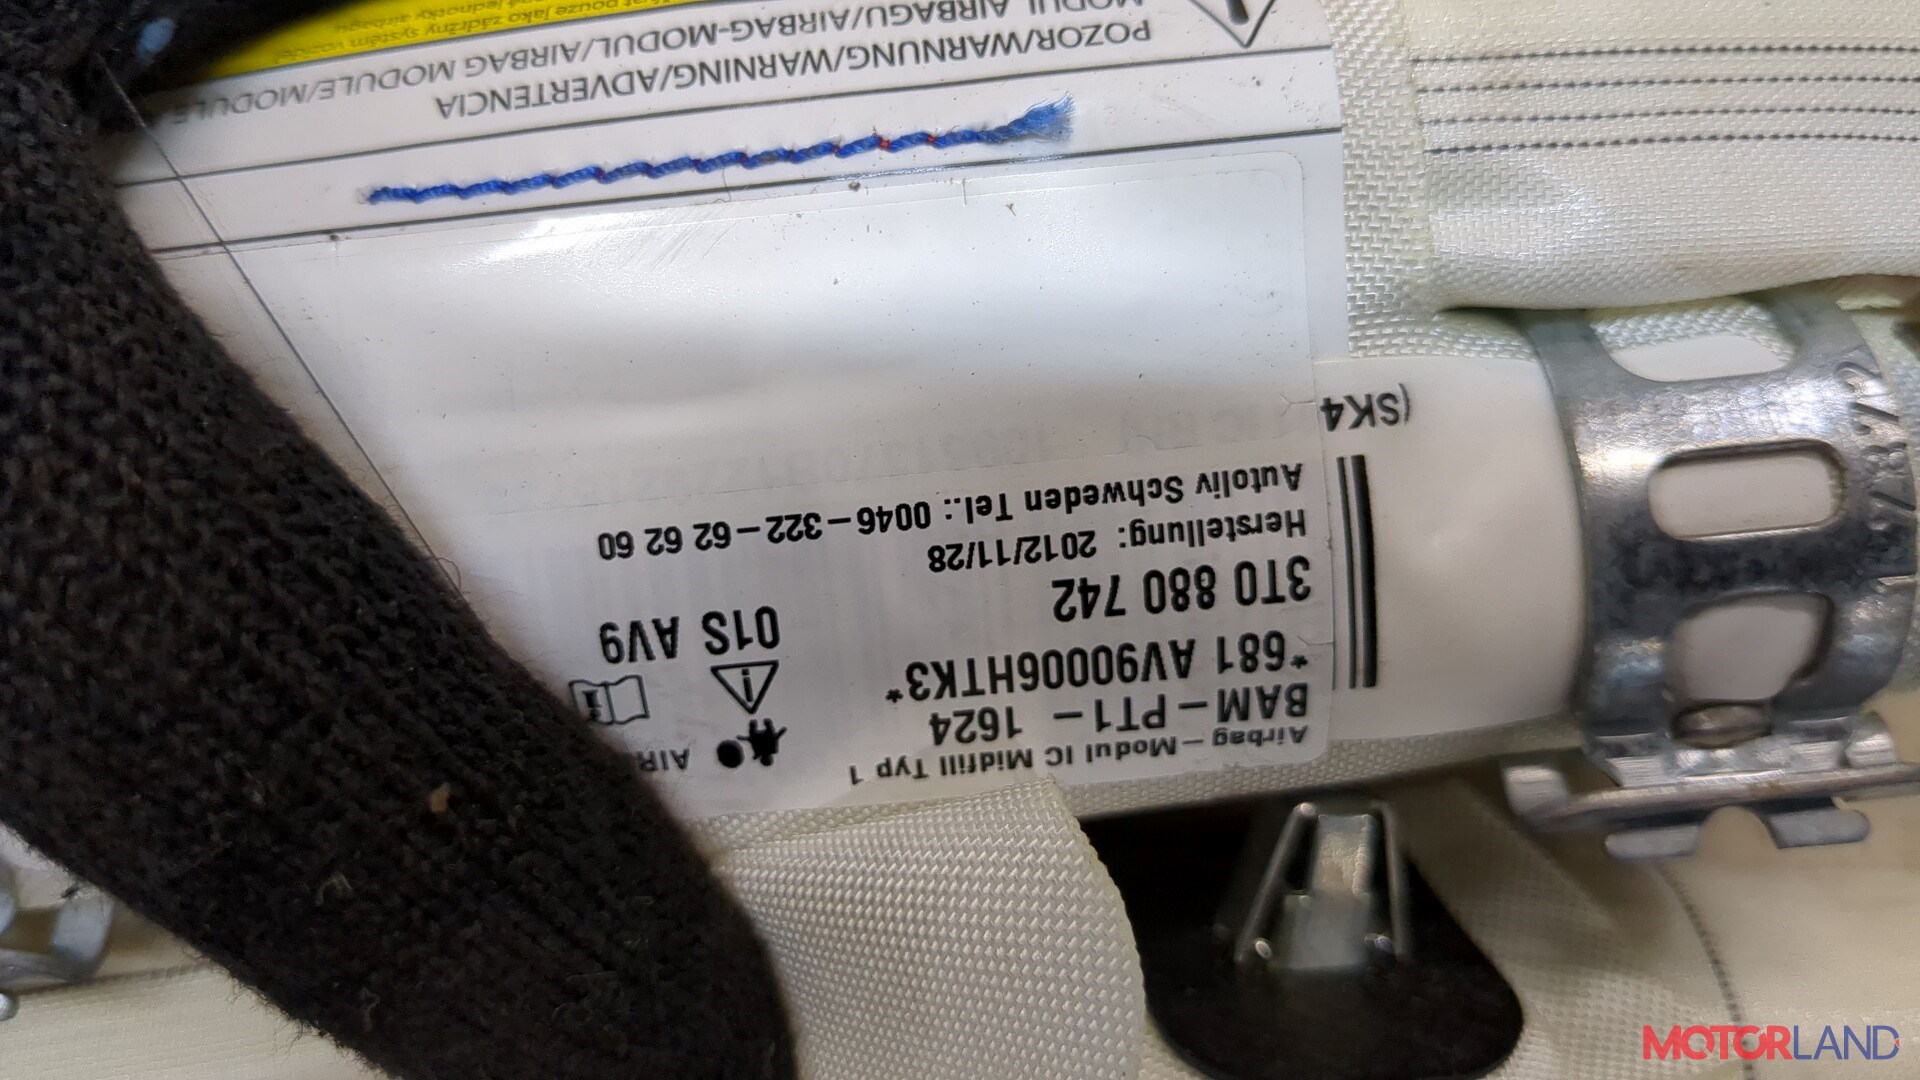 Airbag-Modul IC Midfill Typ 1
BAM-PT1- 1624
*681 AV90006HTK3*
3T0 880 742
Herstellung: 2012/11/28
Autoliv Schweden Tel.: 0046-322-62 62 60
AIR
01S AV9
(SK4
POZOR/WARNUNG/WARNING/ADVERTENCIA
MODUL AIRBAGU/AIRBAG-MODUL/AIRBAG MODULE/MODUL
MOTORLAND